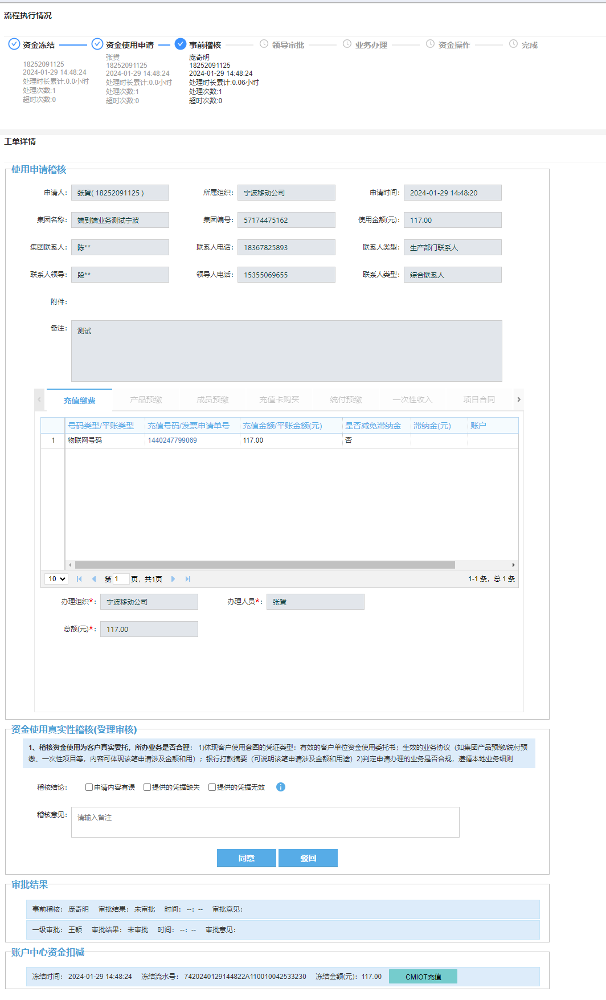 流程执行情况
资金冻结 资金使用申请 事前稽核 领导审批 业务办理 资金操作 完成
18252091125
2024-01-29 14:48:24
处理时长累计:0.0小时
处理次数:1
超时次数:0
张贇
18252091125
2024-01-29 14:48:24
处理时长累计:0.0小时
处理次数:1
超时次数:0
庞奇明
18252091125
2024-01-29 14:48:24
处理时长累计:0.06小时
处理次数:1
超时次数:0
工单详情
使用申请稽核
申请人: 张贇( 18252091125 ) 所属组织: 宁波移动公司 申请时间: 2024-01-29 14:48:20
集团名称: 端到端业务测试宁波 集团编号: 57174475162 使用金额(元): 117.00
集团联系人: 陈** 联系人电话: 18367825893 联系人类型: 生产部门联系人
联系人领导: 段** 领导人电话: 15355069655 联系人类型: 综合联系人
附件:
备注: 测试
充值缴费 产品预缴 成员预缴 充值卡购买 统付预缴 一次性收入 项目合同
号码类型/平账类型 充值号码/发票申请单号 充值金额/平账金额(元) 是否减免滞纳金 滞纳金(元) 账户
1 物联网号码 1440247799069 117.00 否
10 第 1 页，共1页 1-1 条，总 1 条
办理组织*: 宁波移动公司 办理人员*: 张贇
总额(元)*: 117.00
资金使用真实性稽核(受理审核)
1、稽核资金使用为客户真实委托，所办业务是否合理: 1)体现客户使用意图的凭证类型: 有效的客户单位资金使用委托书; 生效的业务协议（如集团产品预缴/统付预
缴、一次性项目等，内容可体现该笔申请涉及金额和用）; 银行打款摘要（可说明该笔申请涉及金额和用途）2)判定申请办理的业务是否合规，遵循本地业务细则
稽核结论: 申请内容有误 提供的凭据缺失 提供的凭据无效
稽核意见: 请输入备注
同意 驳回
审批结果
事前稽核: 庞奇明 审批结果: 未审批 时间: --: -- 审批意见:
一级审批: 王颖 审批结果: 未审批 时间: --: -- 审批意见:
账户中心资金扣减
冻结时间: 2024-01-29 14:48:24 冻结流水号: 7420240129144822A110010042533230 冻结金额(元): 117.00 CMIOT充值